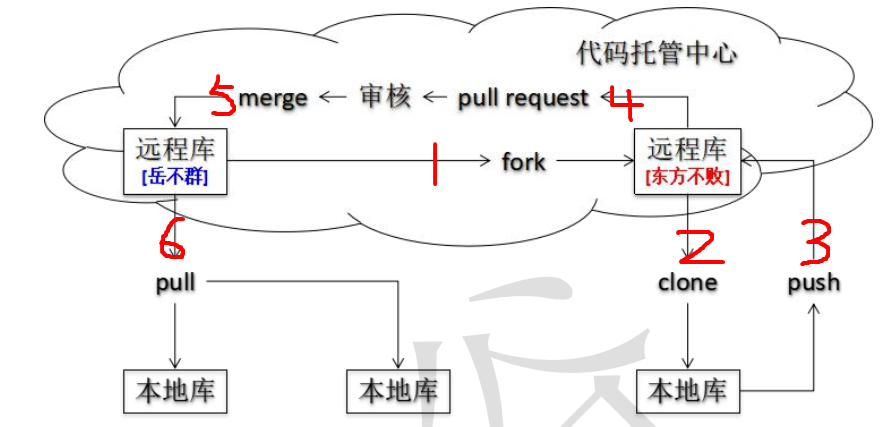 代码托管中心
5 merge 审核 pull request 4
远程库
[岳不群]
1 fork
远程库
[东方不败]
6 2 3
pull clone push
本地库 本地库 本地库